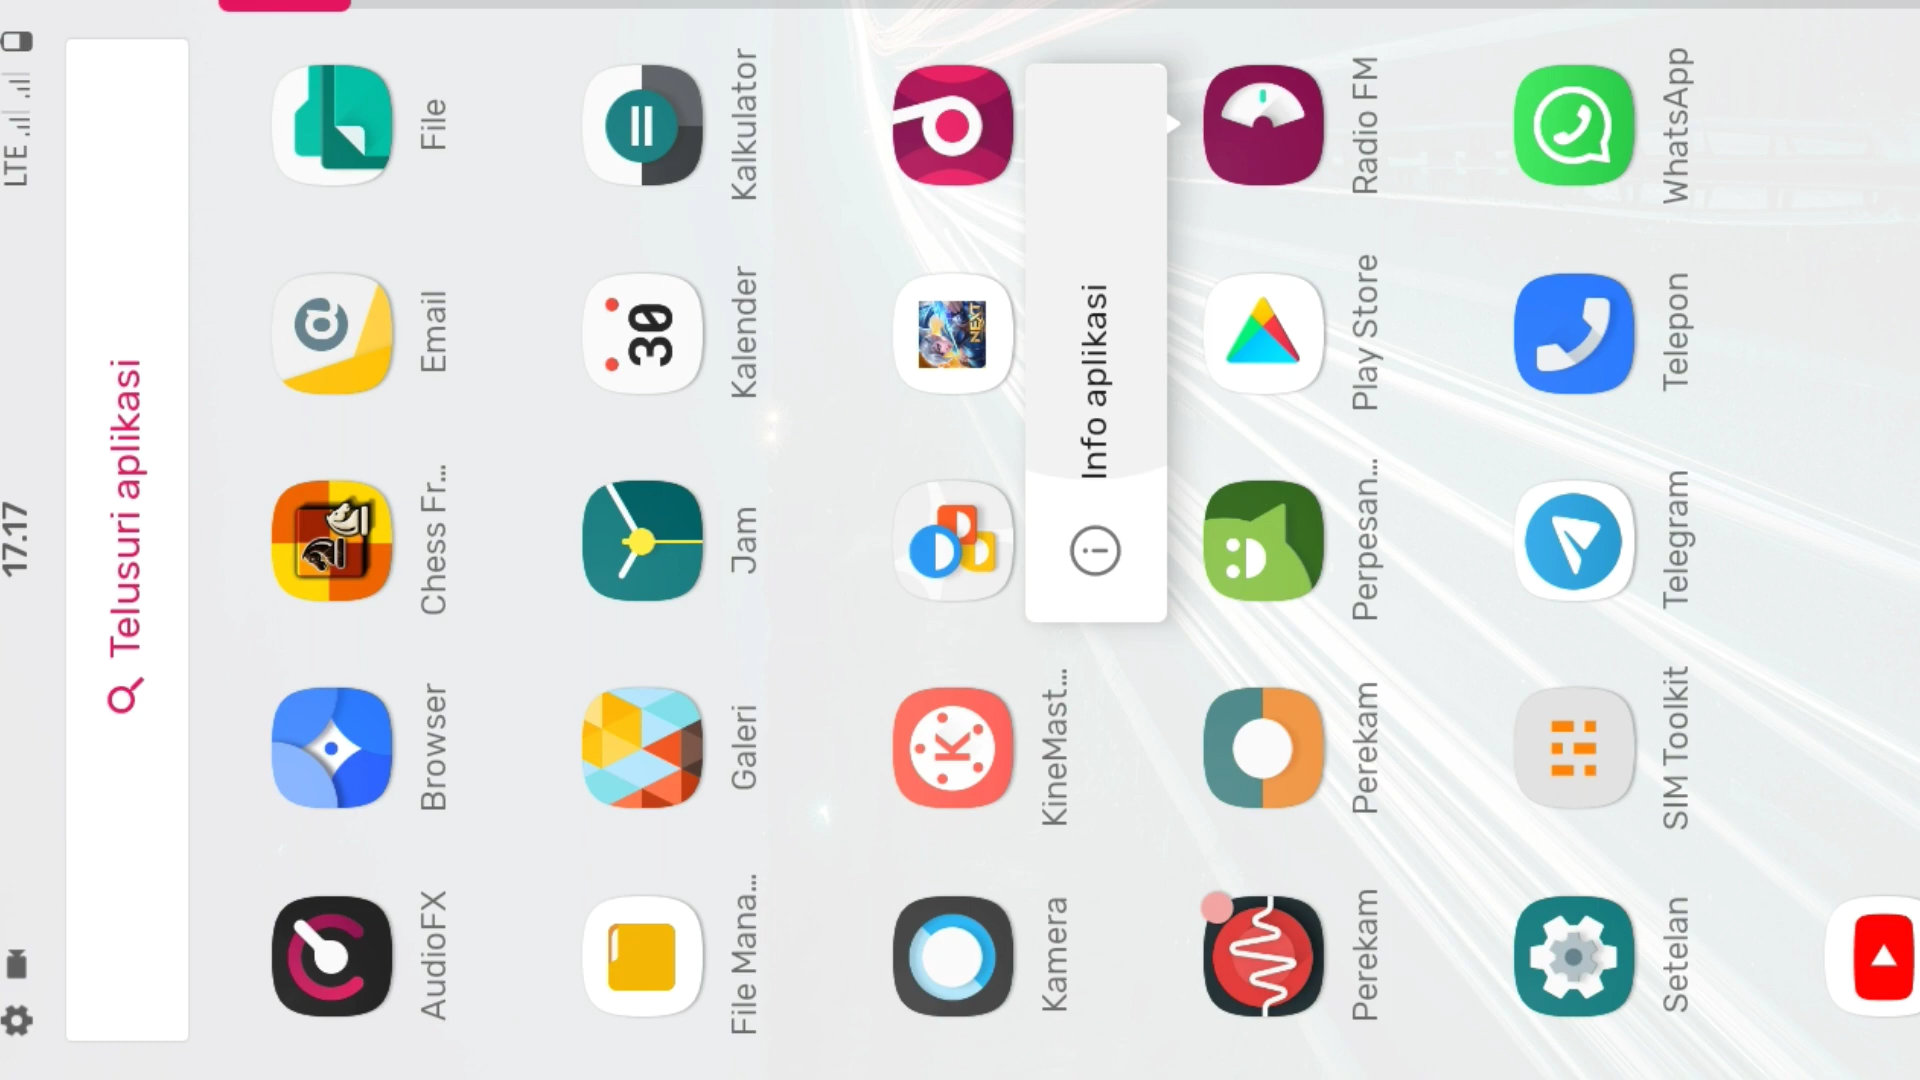 17.17
LTE
Telusuri aplikasi
AudioFX
Browser
Chess Fr...
Email
File
File Mana...
Galeri
Jam
30
Kalender
Kalkulator
Kamera
KineMast...
K
NEXT
Info aplikasi
Perekam
Perekam
Perpesan...
Play Store
Radio FM
Setelan
SIM Toolkit
Telegram
Telepon
WhatsApp